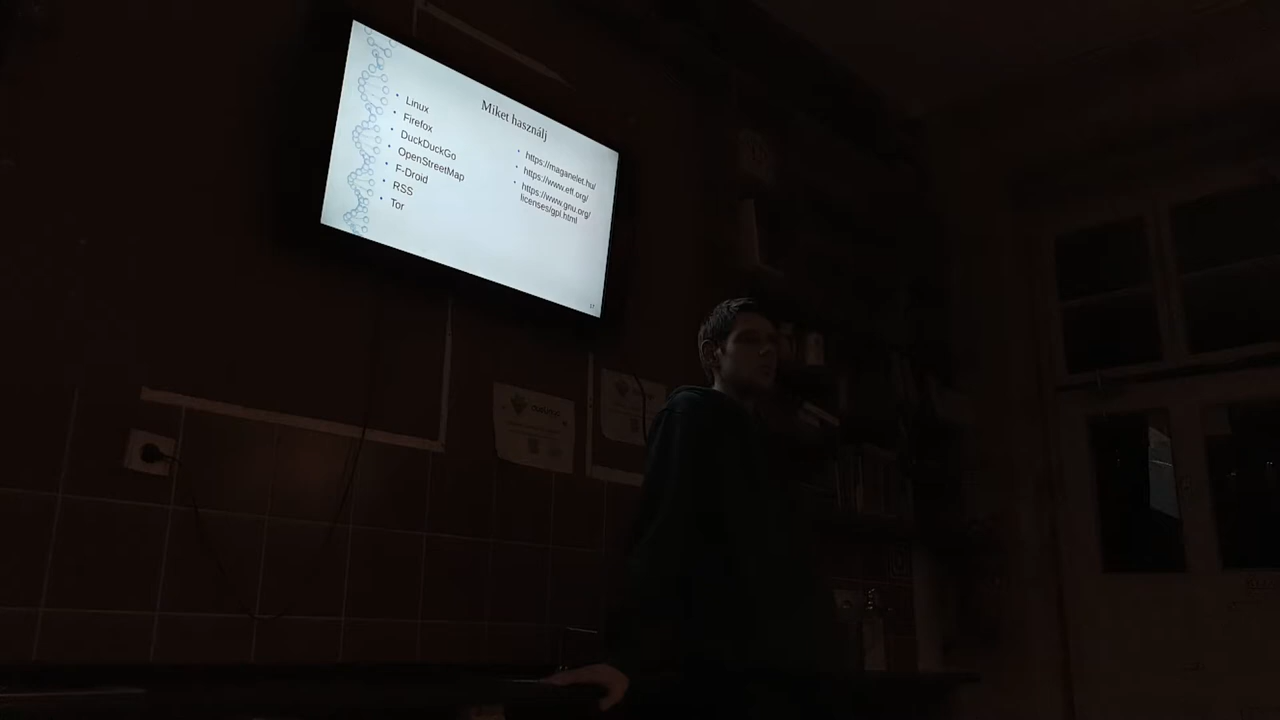 Miket használj
Linux
Firefox
DuckDuckGo
OpenStreetMap
F-Droid
RSS
Tor
https://maganelet.hu/
https://www.eff.org/
https://www.gnu.org/
licenses/gpl.html